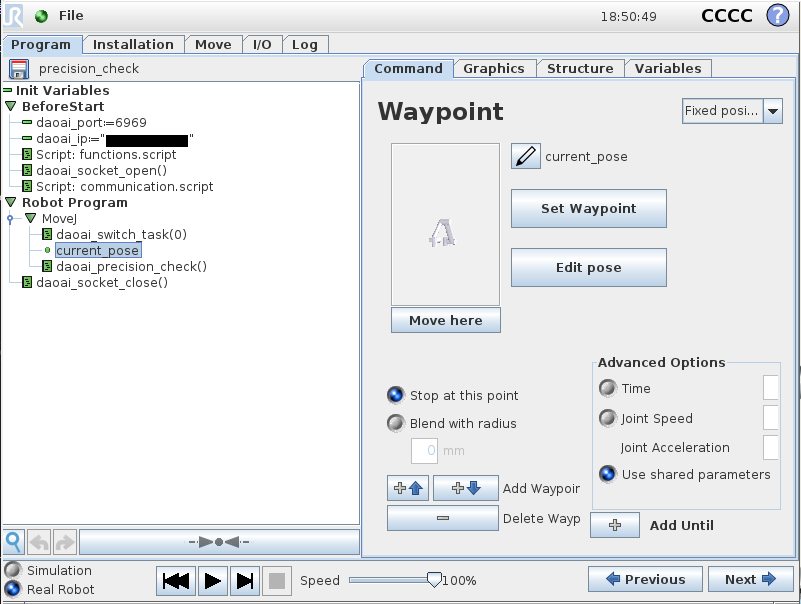 File
18:50:49
CCCC
?
Program
Installation
Move
I/O
Log
precision_check
Command
Graphics
Structure
Variables
Init Variables
BeforeStart
daoai_port:=6969
daoai_ip:=" "
Script: functions.script
daoai_socket_open()
Script: communication.script
Robot Program
MoveJ
daoai_switch_task(0)
current_pose
daoai_precision_check()
daoai_socket_close()
Waypoint
Fixed posi...
current_pose
Set Waypoint
Edit pose
Move here
Stop at this point
Blend with radius
0 mm
Add Waypoir
Delete Wayp
Advanced Options
Time
Joint Speed
Joint Acceleration
Use shared parameters
Add Until
Simulation
Real Robot
Speed
100%
Previous
Next